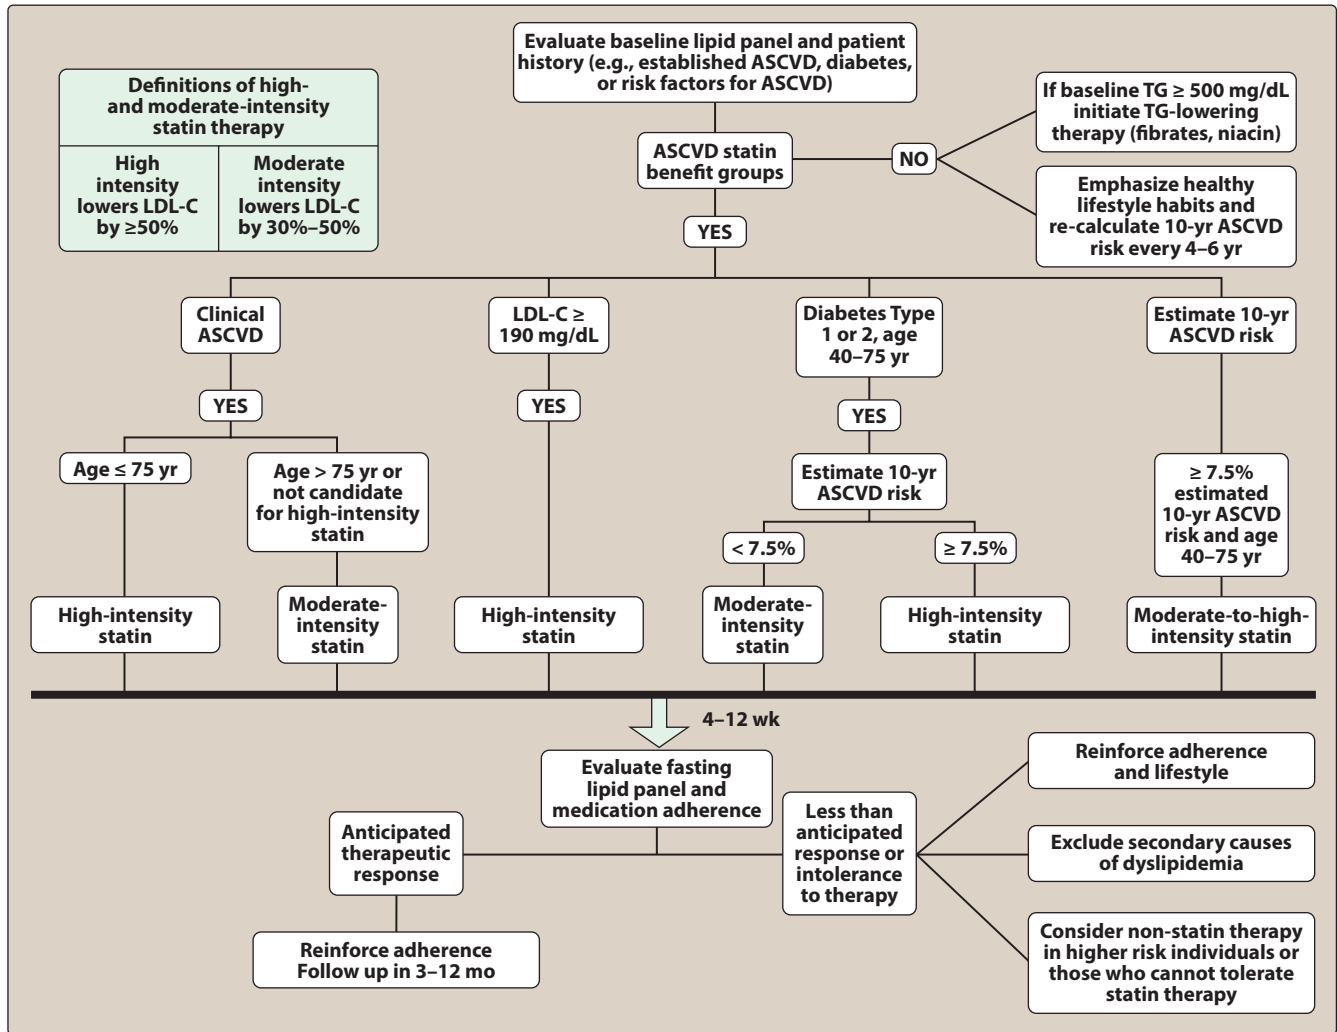 Evaluate baseline lipid panel and patient
history (e.g., established ASCVD, diabetes,
or risk factors for ASCVD)
Definitions of high-
and moderate-intensity
statin therapy
High
intensity
lowers LDL-C
by ≥50%
Moderate
intensity
lowers LDL-C
by 30%–50%
ASCVD statin
benefit groups
NO
If baseline TG ≥ 500 mg/dL
initiate TG-lowering
therapy (fibrates, niacin)
Emphasize healthy
lifestyle habits and
re-calculate 10-yr ASCVD
risk every 4–6 yr
YES
Clinical
ASCVD
YES
Age ≤ 75 yr
High-intensity
statin
Age > 75 yr or
not candidate
for high-intensity
statin
Moderate-
intensity
statin
LDL-C ≥
190 mg/dL
YES
High-intensity
statin
Diabetes Type
1 or 2, age
40–75 yr
YES
Estimate 10-yr
ASCVD risk
< 7.5%
Moderate-
intensity
statin
≥ 7.5%
High-intensity
statin
Estimate 10-yr
ASCVD risk
≥ 7.5%
estimated
10-yr ASCVD
risk and age
40–75 yr
Moderate-to-high-
intensity statin
4–12 wk
Evaluate fasting
lipid panel and
medication adherence
Anticipated
therapeutic
response
Reinforce adherence
Follow up in 3–12 mo
Less than
anticipated
response or
intolerance
to therapy
Reinforce adherence
and lifestyle
Exclude secondary causes
of dyslipidemia
Consider non-statin therapy
in higher risk individuals or
those who cannot tolerate
statin therapy